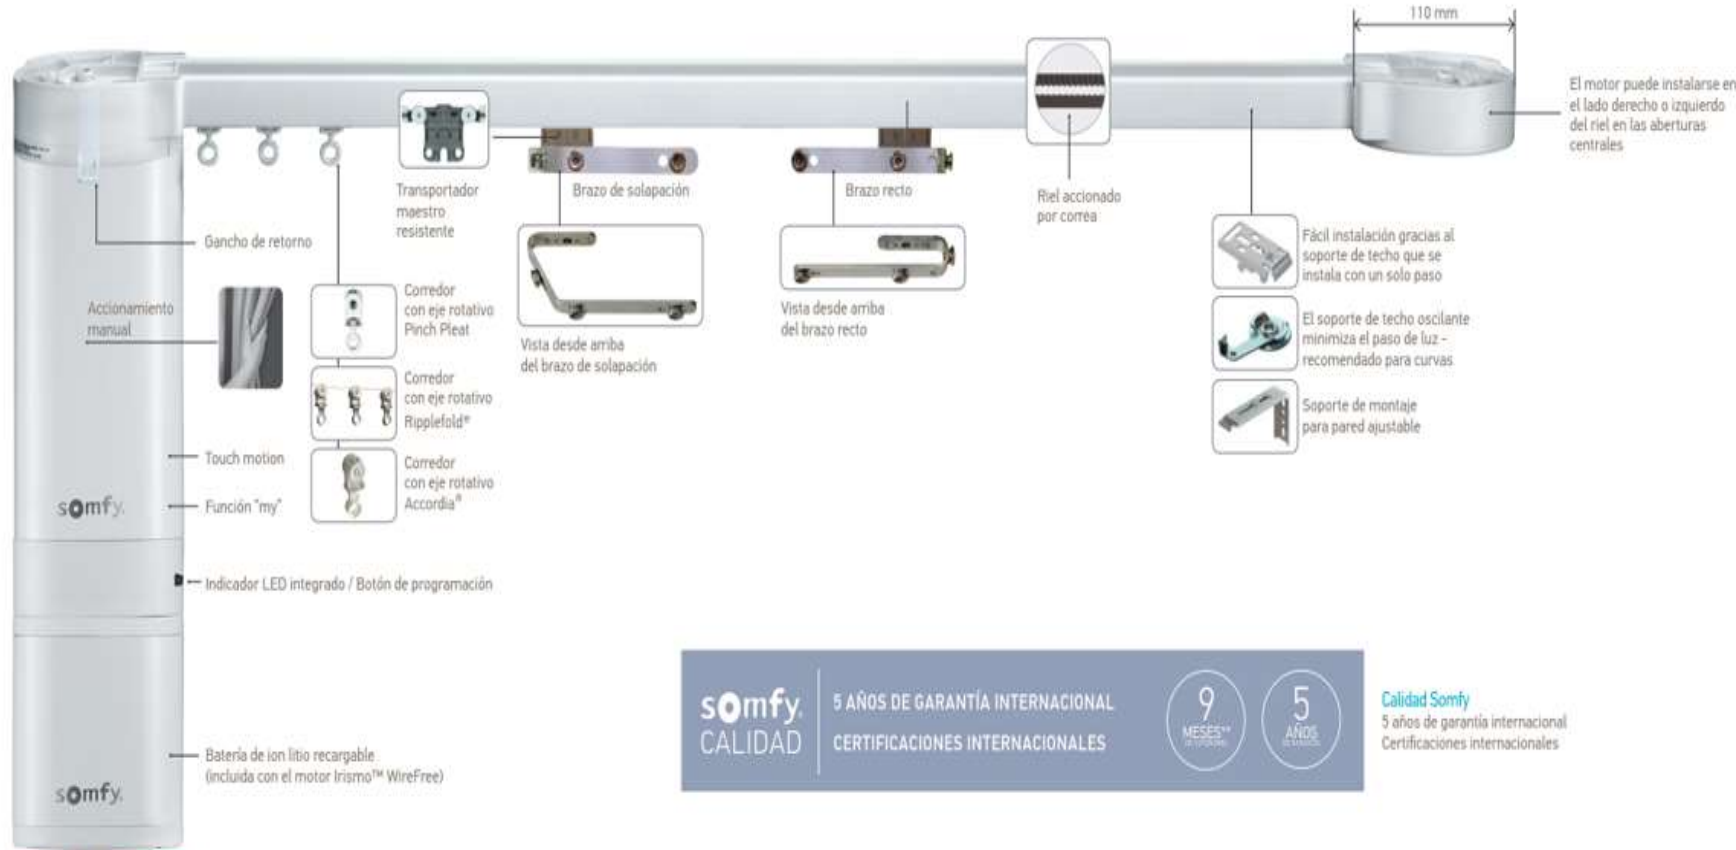 110 mm
El motor puede instalarse en
el lado derecho o izquierdo
del riel en las aberturas
centrales
Transportador
maestro
resistente
Brazo de solapación
Brazo recto
Riel accionado
por correa
Gancho de retorno
Fácil instalación gracias al
soporte de techo que se
instala con un solo paso
Accionamiento
manual
Corredor
con eje rotativo
Pinch Pleat
Vista desde arriba
del brazo de solapación
Vista desde arriba
del brazo recto
El soporte de techo oscilante
minimiza el paso de luz -
recomendado para curvas
Corredor
con eje rotativo
Ripplefold®
Soporte de montaje
para pared ajustable
Touch motion
Corredor
con eje rotativo
Accordia®
somfy.
Función "my"
Indicador LED integrado / Botón de programación
Batería de ion litio recargable
(incluida con el motor Irismo™ WireFree)
somfy.
somfy.
CALIDAD
5 AÑOS DE GARANTÍA INTERNACIONAL
CERTIFICACIONES INTERNACIONALES
9
MESES**
5
AÑOS
Calidad Somfy
5 años de garantía internacional
Certificaciones internacionales